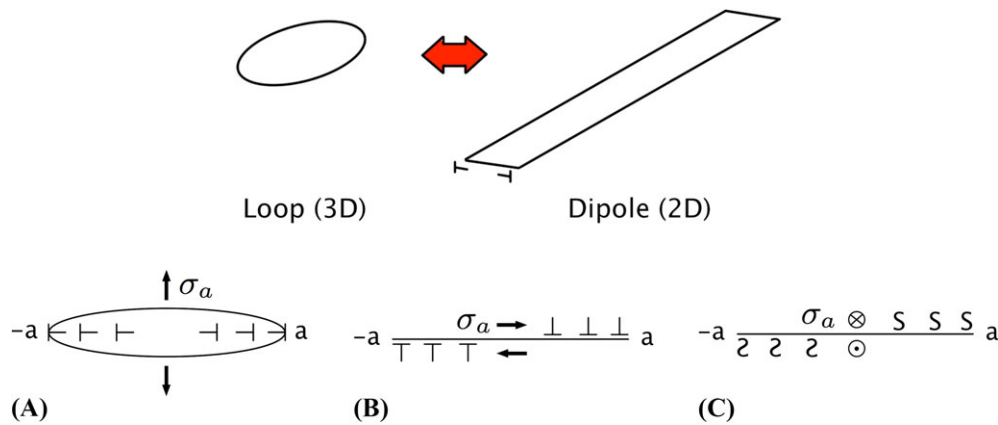 Loop (3D) Dipole (2D)
σₐ
-a a
(A)
σₐ
-a a
(B)
σₐ S S S
-a a
(C)